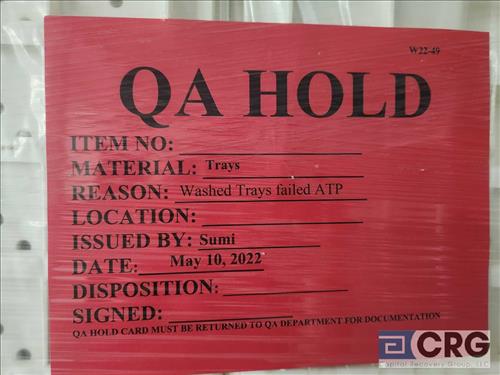 W22-49
QA HOLD
ITEM NO:
MATERIAL: Trays
REASON: Washed Trays failed ATP
LOCATION:
ISSUED BY: Sumi
DATE: May 10, 2022
DISPOSITION:
SIGNED:
QA HOLD CARD MUST BE RETURNED TO QA DEPARTMENT FOR DOCUMENTATION
CRG
Capital Recovery Group, LLC